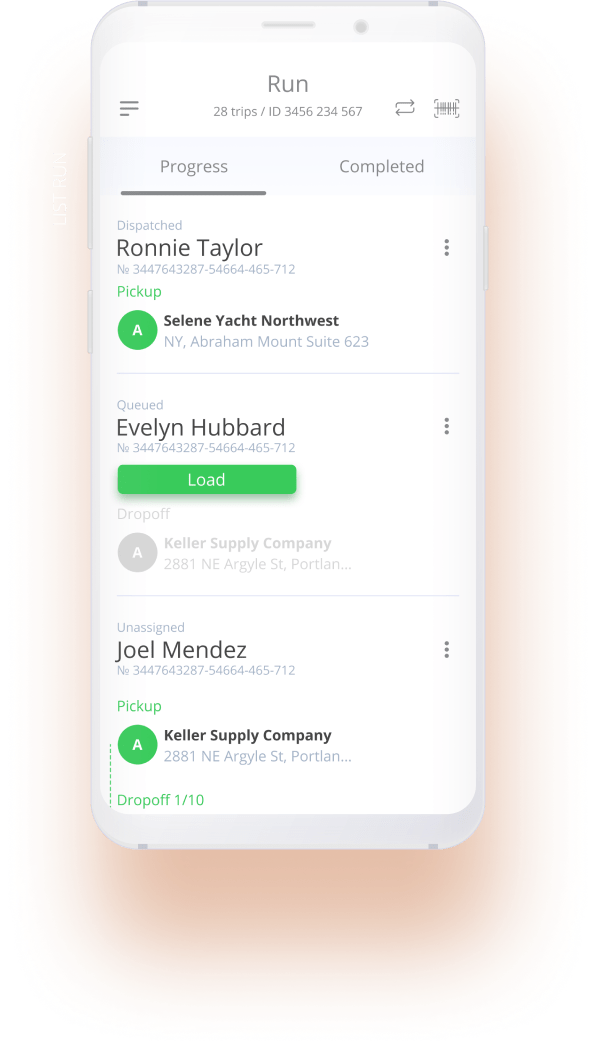 Run
28 trips / ID 3456 234 567
Progress
Completed
Dispatched
Ronnie Taylor
№ 3447643287-54664-465-712
Pickup
A
Selene Yacht Northwest
NY, Abraham Mount Suite 623
Queued
Evelyn Hubbard
№ 3447643287-54664-465-712
Load
Dropoff
A
Keller Supply Company
2881 NE Argyle St, Portlan...
Unassigned
Joel Mendez
№ 3447643287-54664-465-712
Pickup
A
Keller Supply Company
2881 NE Argyle St, Portlan...
Dropoff 1/10